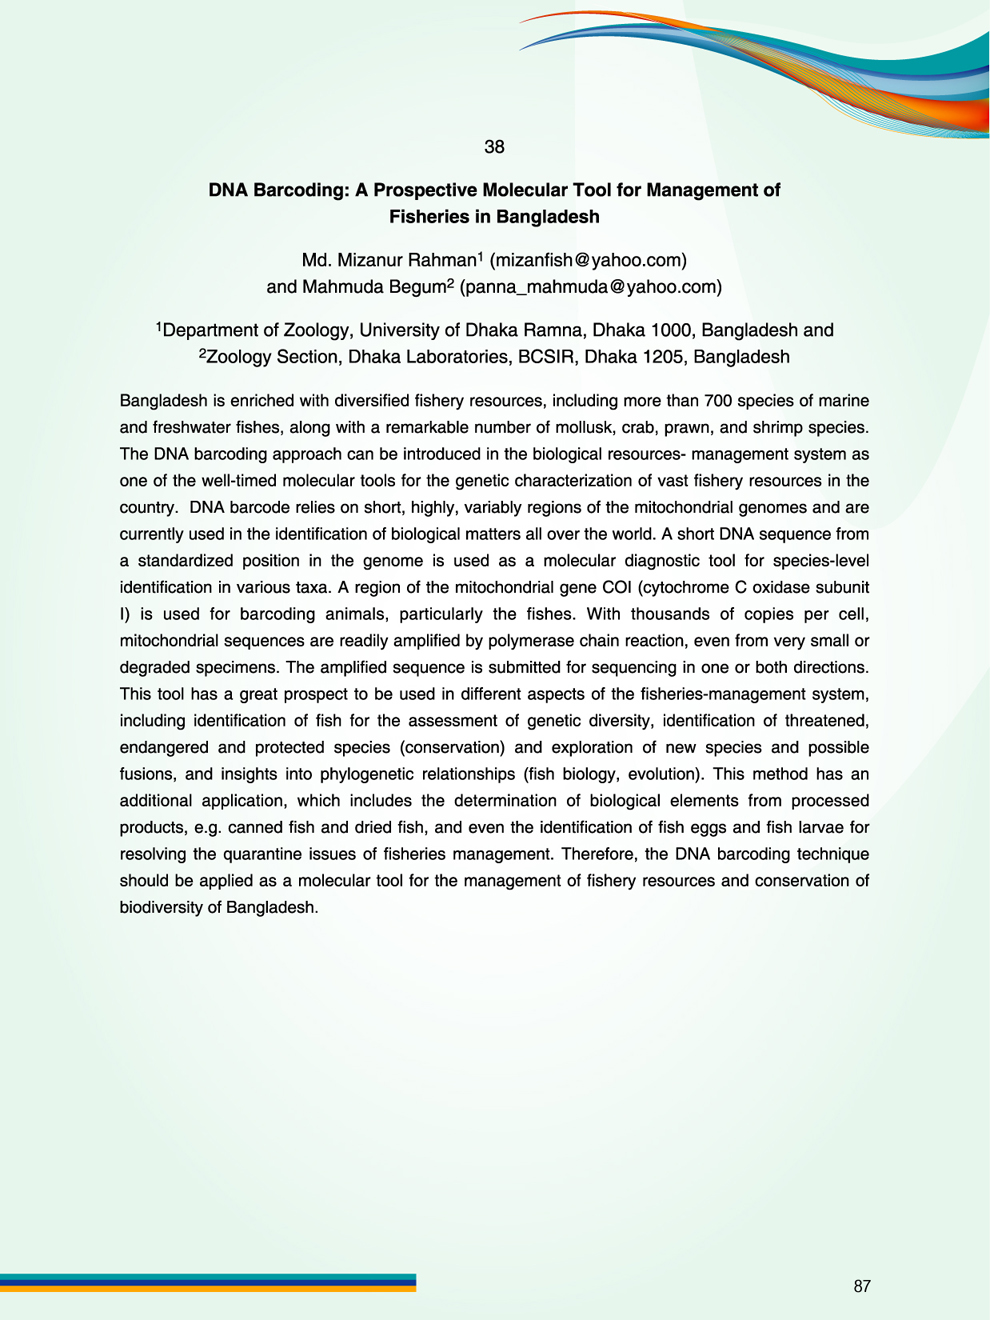 38
DNA Barcoding: A Prospective Molecular Tool for Management of
Fisheries in Bangladesh
Md. Mizanur Rahman¹ (mizanfish@yahoo.com)
and Mahmuda Begum² (panna_mahmuda@yahoo.com)
¹Department of Zoology, University of Dhaka Ramna, Dhaka 1000, Bangladesh and
²Zoology Section, Dhaka Laboratories, BCSIR, Dhaka 1205, Bangladesh
Bangladesh is enriched with diversified fishery resources, including more than 700 species of marine
and freshwater fishes, along with a remarkable number of mollusk, crab, prawn, and shrimp species.
The DNA barcoding approach can be introduced in the biological resources- management system as
one of the well-timed molecular tools for the genetic characterization of vast fishery resources in the
country.  DNA barcode relies on short, highly, variably regions of the mitochondrial genomes and are
currently used in the identification of biological matters all over the world. A short DNA sequence from
a standardized position in the genome is used as a molecular diagnostic tool for species-level
identification in various taxa. A region of the mitochondrial gene COI (cytochrome C oxidase subunit
I) is used for barcoding animals, particularly the fishes. With thousands of copies per cell,
mitochondrial sequences are readily amplified by polymerase chain reaction, even from very small or
degraded specimens. The amplified sequence is submitted for sequencing in one or both directions.
This tool has a great prospect to be used in different aspects of the fisheries-management system,
including identification of fish for the assessment of genetic diversity, identification of threatened,
endangered and protected species (conservation) and exploration of new species and possible
fusions, and insights into phylogenetic relationships (fish biology, evolution). This method has an
additional application, which includes the determination of biological elements from processed
products, e.g. canned fish and dried fish, and even the identification of fish eggs and fish larvae for
resolving the quarantine issues of fisheries management. Therefore, the DNA barcoding technique
should be applied as a molecular tool for the management of fishery resources and conservation of
biodiversity of Bangladesh.
87